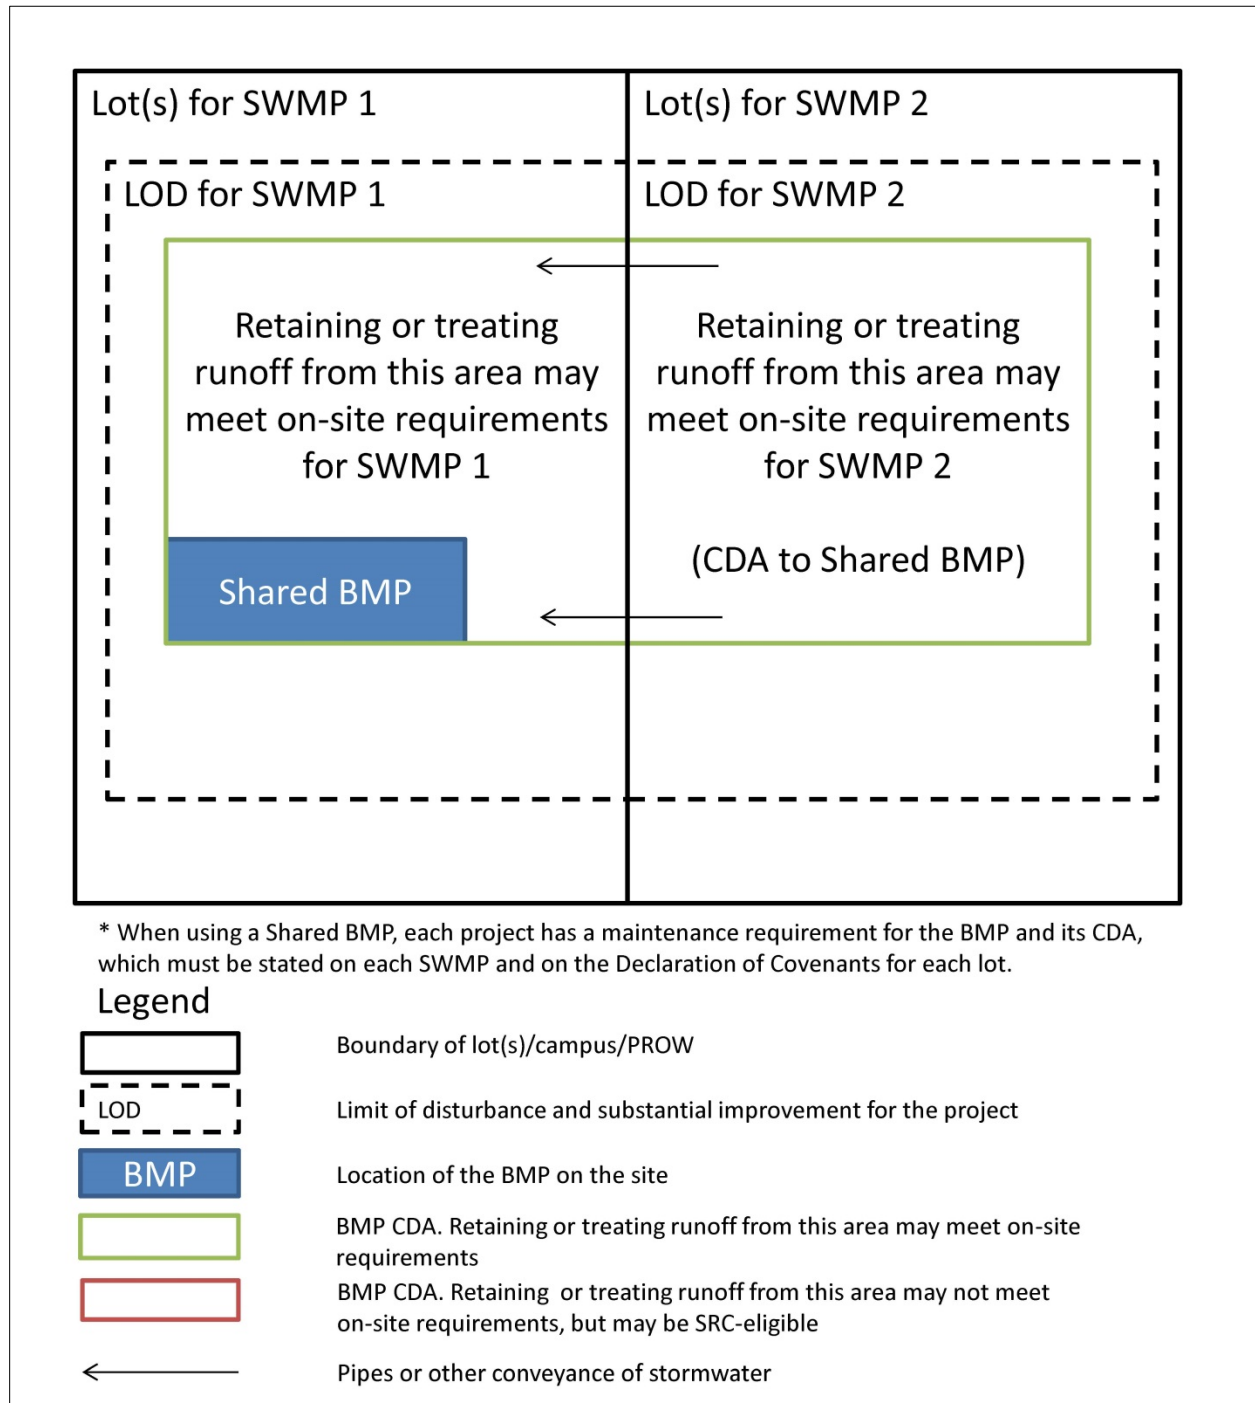 Lot(s) for SWMP 1
Lot(s) for SWMP 2
LOD for SWMP 1
LOD for SWMP 2
Retaining or treating
runoff from this area may
meet on-site requirements
for SWMP 1
Retaining or treating
runoff from this area may
meet on-site requirements
for SWMP 2
(CDA to Shared BMP)
Shared BMP
* When using a Shared BMP, each project has a maintenance requirement for the BMP and its CDA,
which must be stated on each SWMP and on the Declaration of Covenants for each lot.
Legend
Boundary of lot(s)/campus/PROW
LOD
Limit of disturbance and substantial improvement for the project
BMP
Location of the BMP on the site
BMP CDA. Retaining or treating runoff from this area may meet on-site
requirements
BMP CDA. Retaining or treating runoff from this area may not meet
on-site requirements, but may be SRC-eligible
Pipes or other conveyance of stormwater